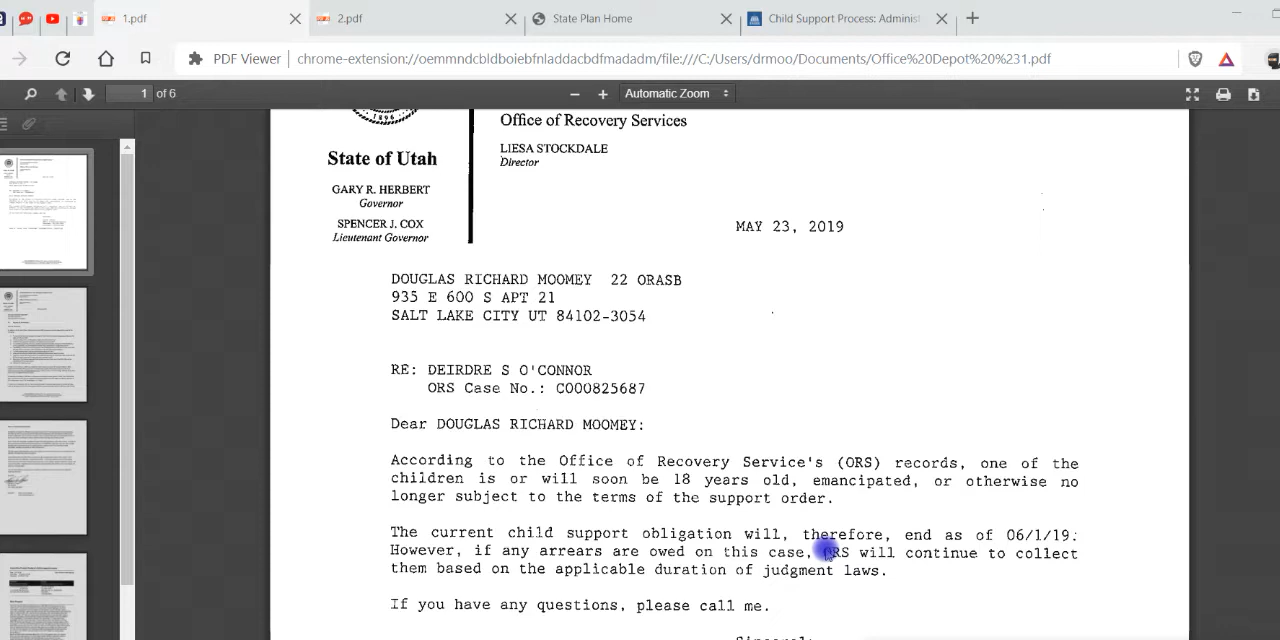 1.pdf
2.pdf
State Plan Home
Child Support Process: Administ
PDF Viewer
chrome-extension://oemmndcbldboiebfnladdacbdfmadadm/file:///C:/Users/drmoo/Documents/Office%20Depot%20%231.pdf
1 of 6
Automatic Zoom
1896
Office of Recovery Services
LIESA STOCKDALE
Director
State of Utah
GARY R. HERBERT
Governor
SPENCER J. COX
Lieutenant Governor
MAY 23, 2019
DOUGLAS RICHARD MOOMEY 22 ORASB
935 E 600 S APT 21
SALT LAKE CITY UT 84102-3054
RE: O'CONNOR
ORS Case No.: C000825687
Dear DOUGLAS RICHARD MOOMEY:
According to the Office of Recovery Service's (ORS) records, one of the
children is or will soon be 18 years old, emancipated, or otherwise no
longer subject to the terms of the support order.
The current child support obligation will, therefore, end as of 06/1/19.
However, if any arrears are owed on this case, ORS will continue to collect
them based on the applicable duration of judgment laws
If you have any questions, please call me.